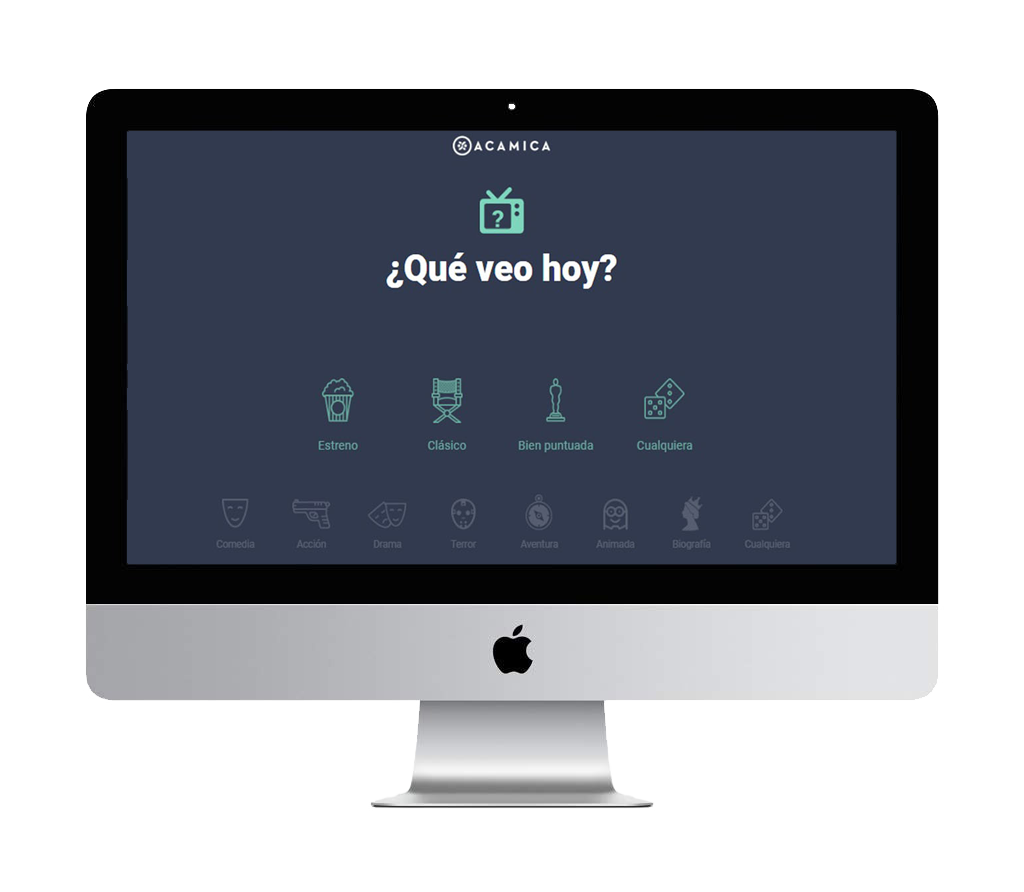 ACAMICA
?
¿Qué veo hoy?
Estreno Clásico Bien puntuada Cualquiera
Comedia Acción Drama Terror Aventura Animada Biografía Cualquiera